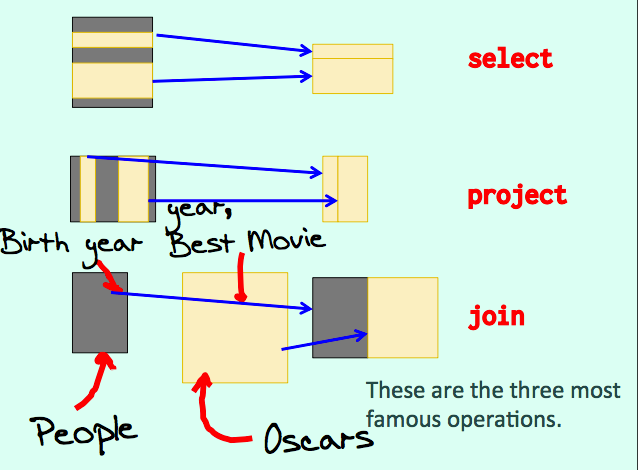 select
project
year,
Birth year
Best Movie
join
These are the three most
famous operations.
People
Oscars